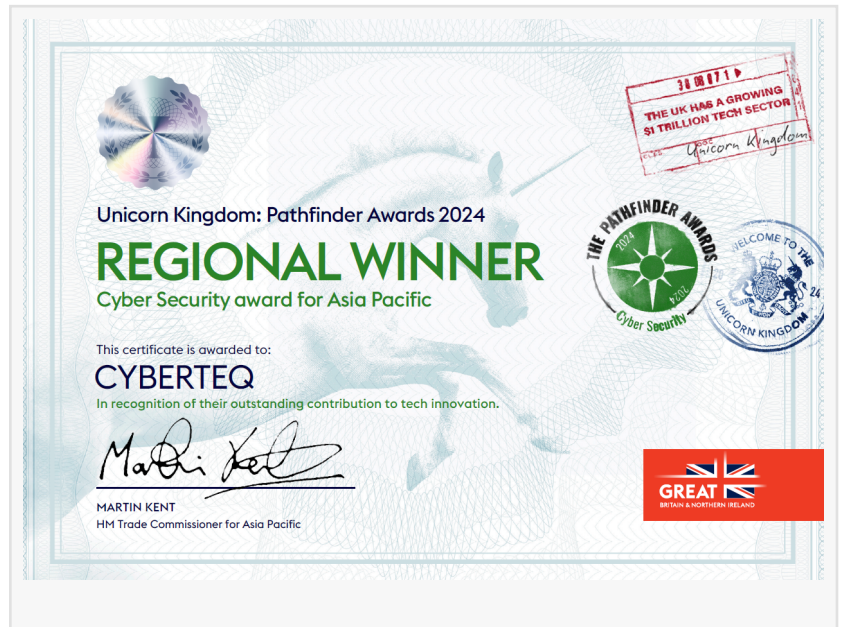 30 08 071
THE UK HAS A GROWING
$1 TRILLION TECH SECTOR
Unicorn Kingdom
Unicorn Kingdom: Pathfinder Awards 2024
REGIONAL WINNER
Cyber Security award for Asia Pacific
THE PATHFINDER AWARDS
2024
2024
Cyber Security
WELCOME TO THE
24
UNICORN KINGDOM
This certificate is awarded to:
CYBERTEQ
In recognition of their outstanding contribution to tech innovation.
Martin Kent
MARTIN KENT
HM Trade Commissioner for Asia Pacific
GREAT
BRITAIN & NORTHERN IRELAND